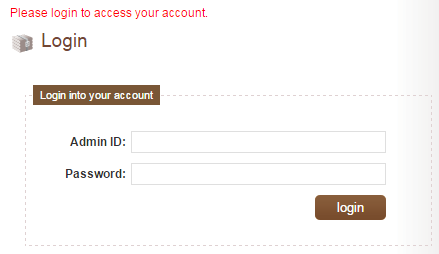 Please login to access your account.
Login
Login into your account
Admin ID:
Password:
login